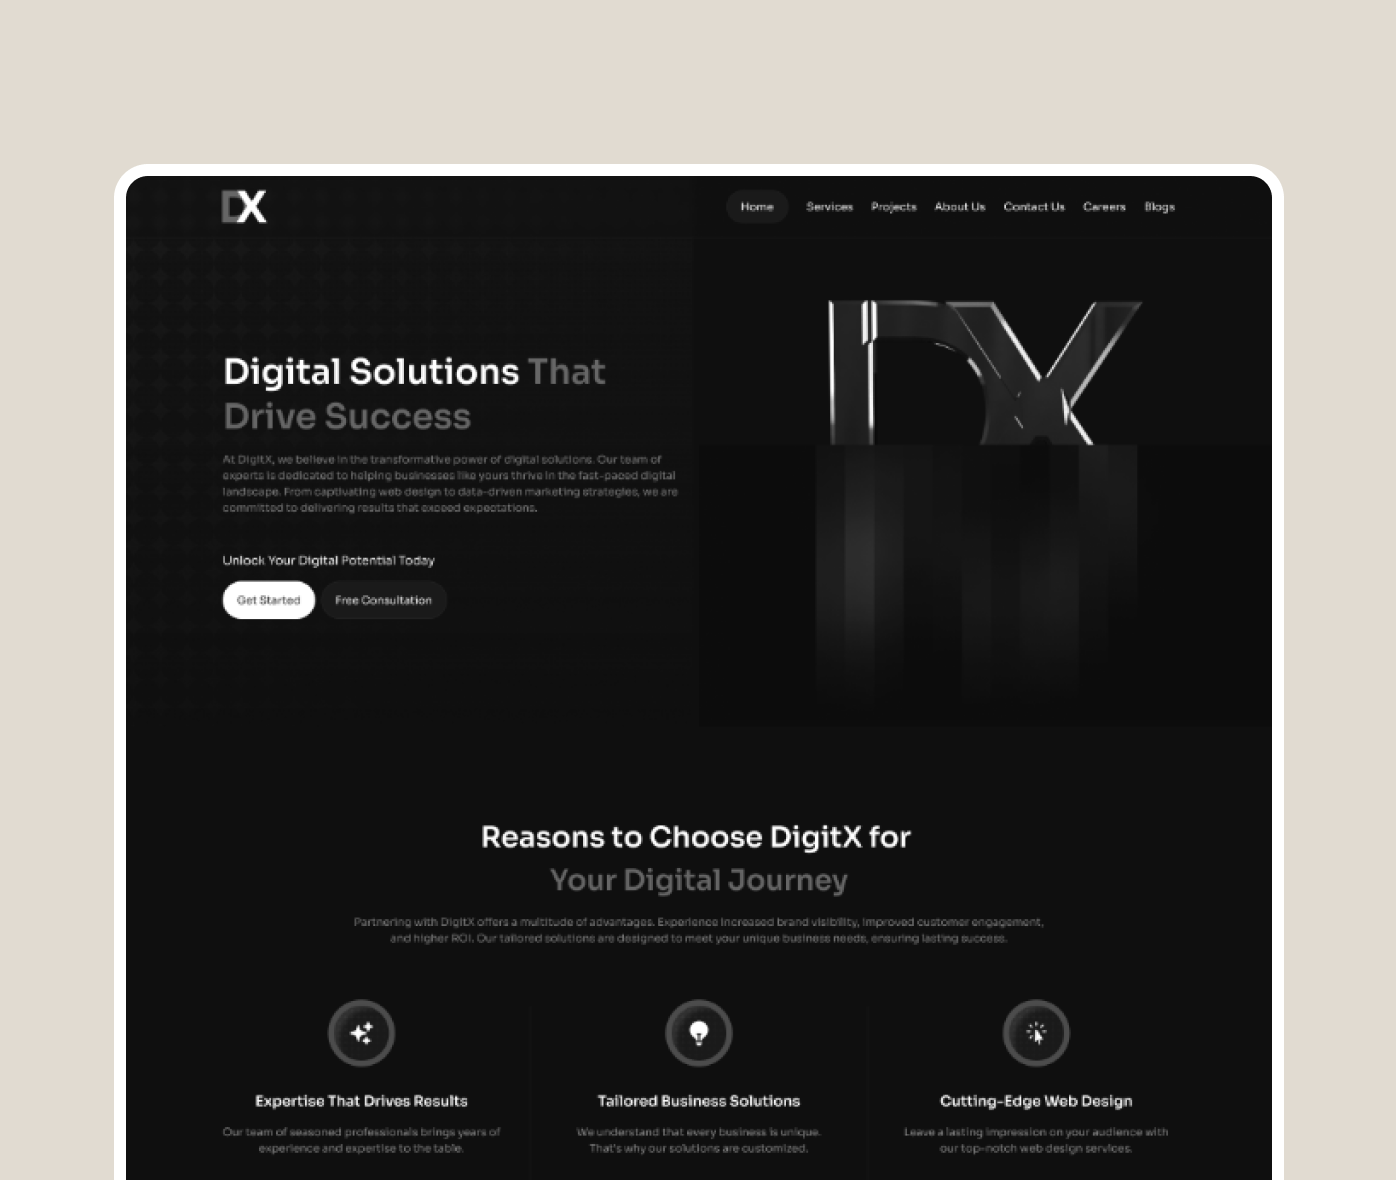 DX
Home Services Projects About Us Contact Us Careers Blogs
DX
Digital Solutions That
Drive Success
At DigitX, we believe in the transformative power of digital solutions. Our team of
experts is dedicated to helping businesses like yours thrive in the fast-paced digital
landscape. From captivating web design to data-driven marketing strategies, we are
committed to delivering results that exceed expectations.
Unlock Your Digital Potential Today
Get Started Free Consultation
Reasons to Choose DigitX for
Your Digital Journey
Partnering with DigitX offers a multitude of advantages. Experience increased brand visibility, improved customer engagement,
and higher ROI. Our tailored solutions are designed to meet your unique business needs, ensuring lasting success.
Expertise That Drives Results
Our team of seasoned professionals brings years of
experience and expertise to the table.
Tailored Business Solutions
We understand that every business is unique.
That's why our solutions are customized.
Cutting-Edge Web Design
Leave a lasting impression on your audience with
our top-notch web design services.